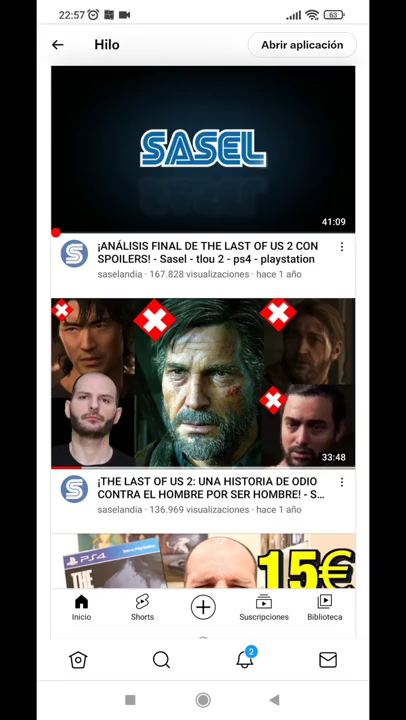 22:57
63
Hilo
Abrir aplicación
SASEL
41:09
¡ANÁLISIS FINAL DE THE LAST OF US 2 CON
SPOILERS! - Sasel - tlou 2 - ps4 - playstation
saselandia · 167.828 visualizaciones · hace 1 año
33:48
¡THE LAST OF US 2: UNA HISTORIA DE ODIO
CONTRA EL HOMBRE POR SER HOMBRE! - S...
saselandia · 136.969 visualizaciones · hace 1 año
PS4
THE
15€
Inicio
Shorts
Suscripciones
Biblioteca
2